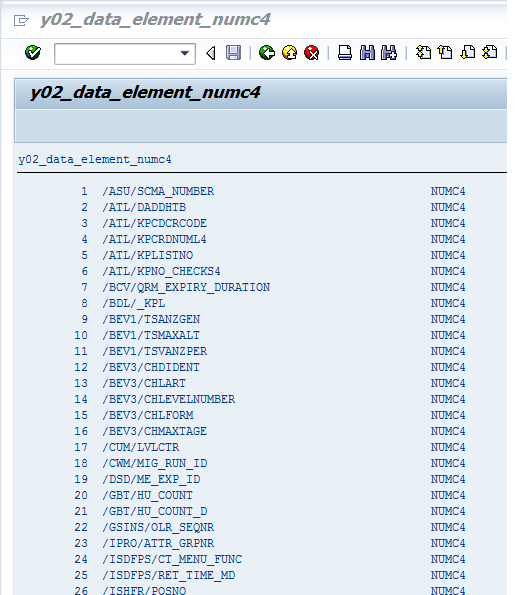 y02_data_element_numc4
y02_data_element_numc4
y02_data_element_numc4
1 /ASU/SCMA_NUMBER NUMC4
2 /ATL/DADDHTB NUMC4
3 /ATL/KPCDCRCODE NUMC4
4 /ATL/KPCRDNUML4 NUMC4
5 /ATL/KPLISTNO NUMC4
6 /ATL/KPNO_CHECKS4 NUMC4
7 /BCV/QRM_EXPIRY_DURATION NUMC4
8 /BDL/_KPL NUMC4
9 /BEV1/TSANZGEN NUMC4
10 /BEV1/TSMAXALT NUMC4
11 /BEV1/TSVANZPER NUMC4
12 /BEV3/CHDIDENT NUMC4
13 /BEV3/CHLART NUMC4
14 /BEV3/CHLEVELNUMBER NUMC4
15 /BEV3/CHLFORM NUMC4
16 /BEV3/CHMAXTAGE NUMC4
17 /CUM/LVLCTR NUMC4
18 /CWM/MIG_RUN_ID NUMC4
19 /DSD/ME_EXP_ID NUMC4
20 /GBT/HU_COUNT NUMC4
21 /GBT/HU_COUNT_D NUMC4
22 /GSINS/OLR_SEQNR NUMC4
23 /IPRO/ATTR_GRPNR NUMC4
24 /ISDFPS/CT_MENU_FUNC NUMC4
25 /ISDFPS/RET_TIME_MD NUMC4
26 /ISHFR/POSNO NUMC4